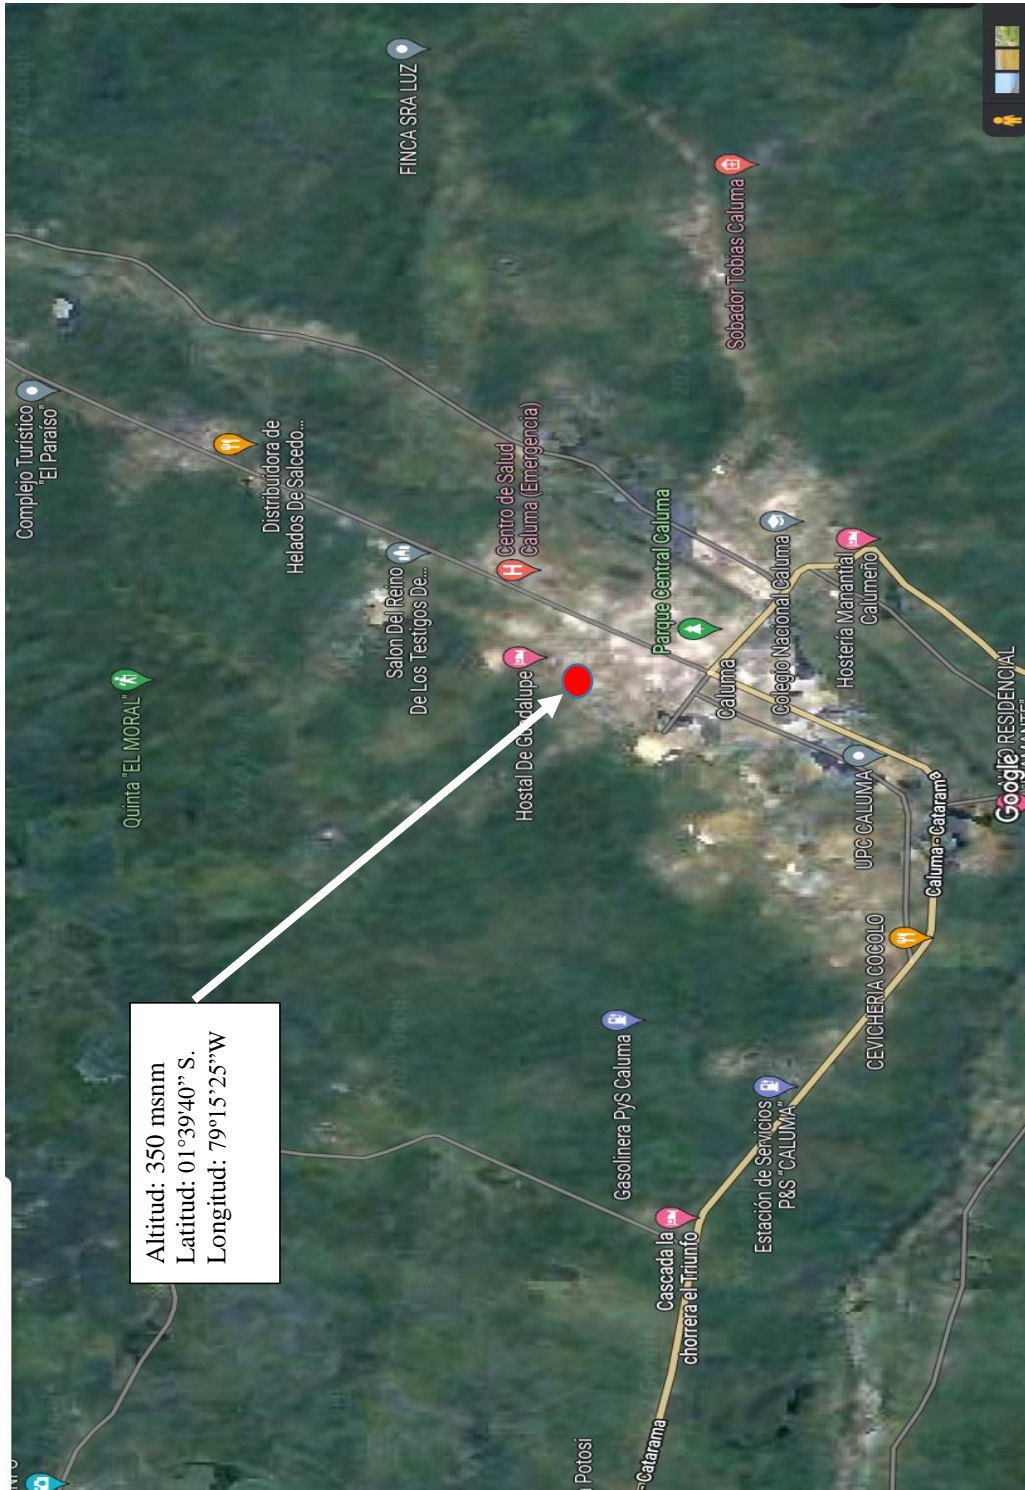 Altitud: 350 msnm
Latitud: 01°39'40” S.
Longitud: 79º15’25”W
Complejo Turístico
"El Paraíso"
Quinta "EL MORAL"
Distribuidora de
Helados De Salcedo...
FINCA SRA LUZ
Salon Del Reino
De Los Testigos De...
Centro de Salud
Caluma (Emergencia)
Hostal De Guadalupe
Parque Central Caluma
Sobador Tobias Caluma
Caluma
Colegio Nacional Caluma
Hostería Manantial
Calumeño
UPC CALUMA
Gasolinera PyS Caluma
Cascada la
chorrera el Triunfo
Estación de Servicios
P&S "CALUMA"
CEVICHERIA COCOLO
Caluma - Catarama
Potosi
Catarama
RESIDENCIAL
Google